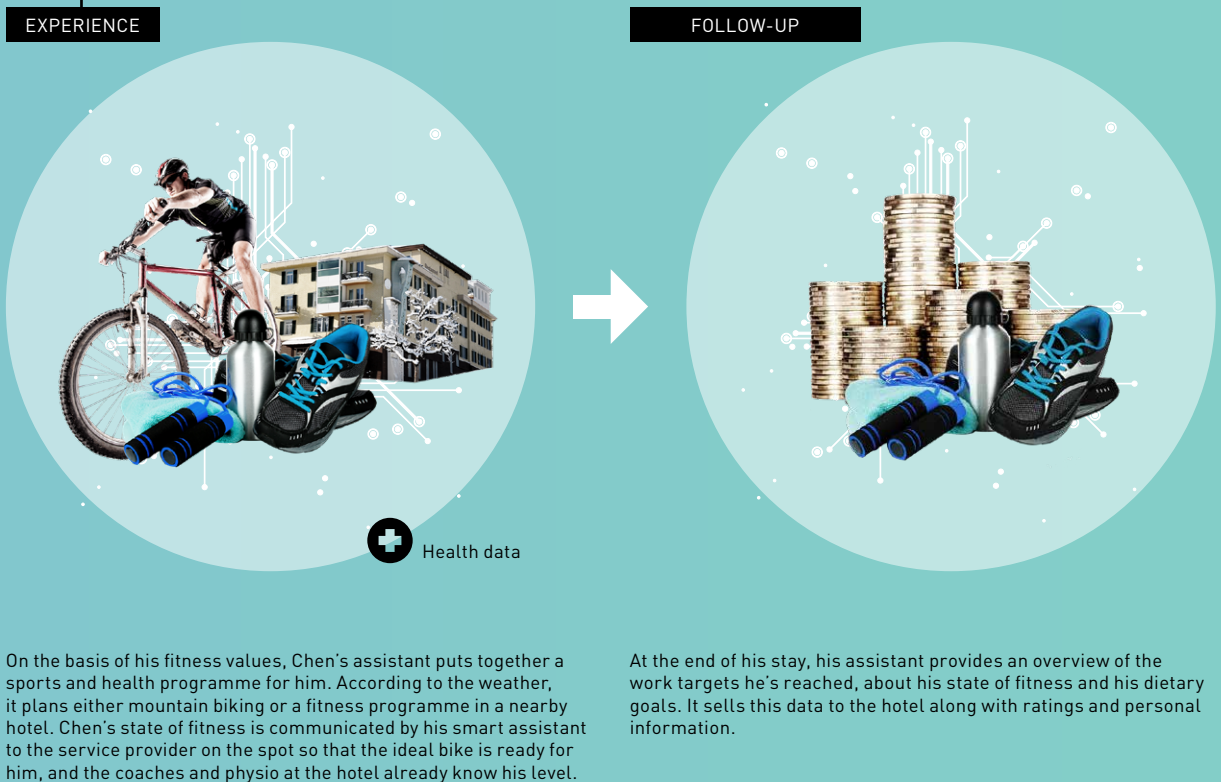 EXPERIENCE
FOLLOW-UP
Health data
On the basis of his fitness values, Chen’s assistant puts together a
sports and health programme for him. According to the weather,
it plans either mountain biking or a fitness programme in a nearby
hotel. Chen’s state of fitness is communicated by his smart assistant
to the service provider on the spot so that the ideal bike is ready for
him, and the coaches and physio at the hotel already know his level.
At the end of his stay, his assistant provides an overview of the
work targets he’s reached, about his state of fitness and his dietary
goals. It sells this data to the hotel along with ratings and personal
information.